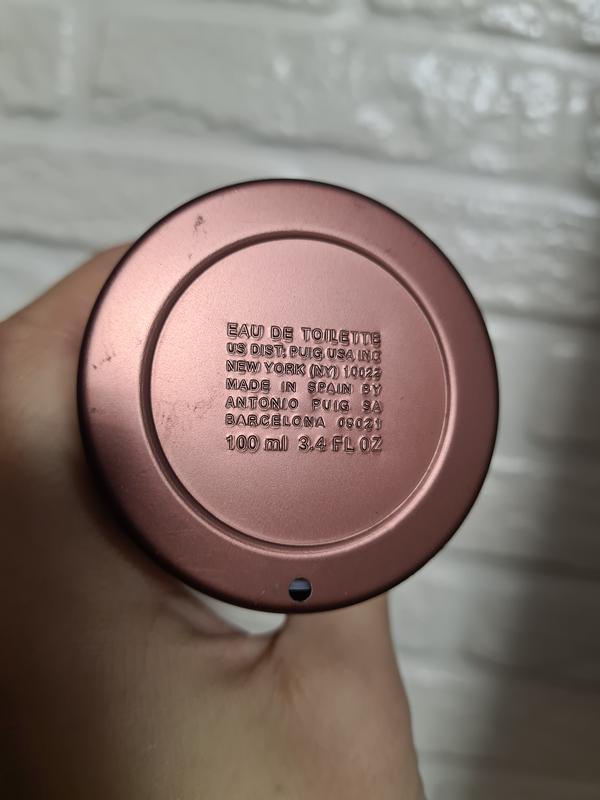 EAU DE TOILETTE
US DIST: PUIG USA INC
NEW YORK (NY) 10022
MADE IN SPAIN BY
ANTONIO PUIG SA
BARCELONA 08021
100 ml 3.4 FL OZ